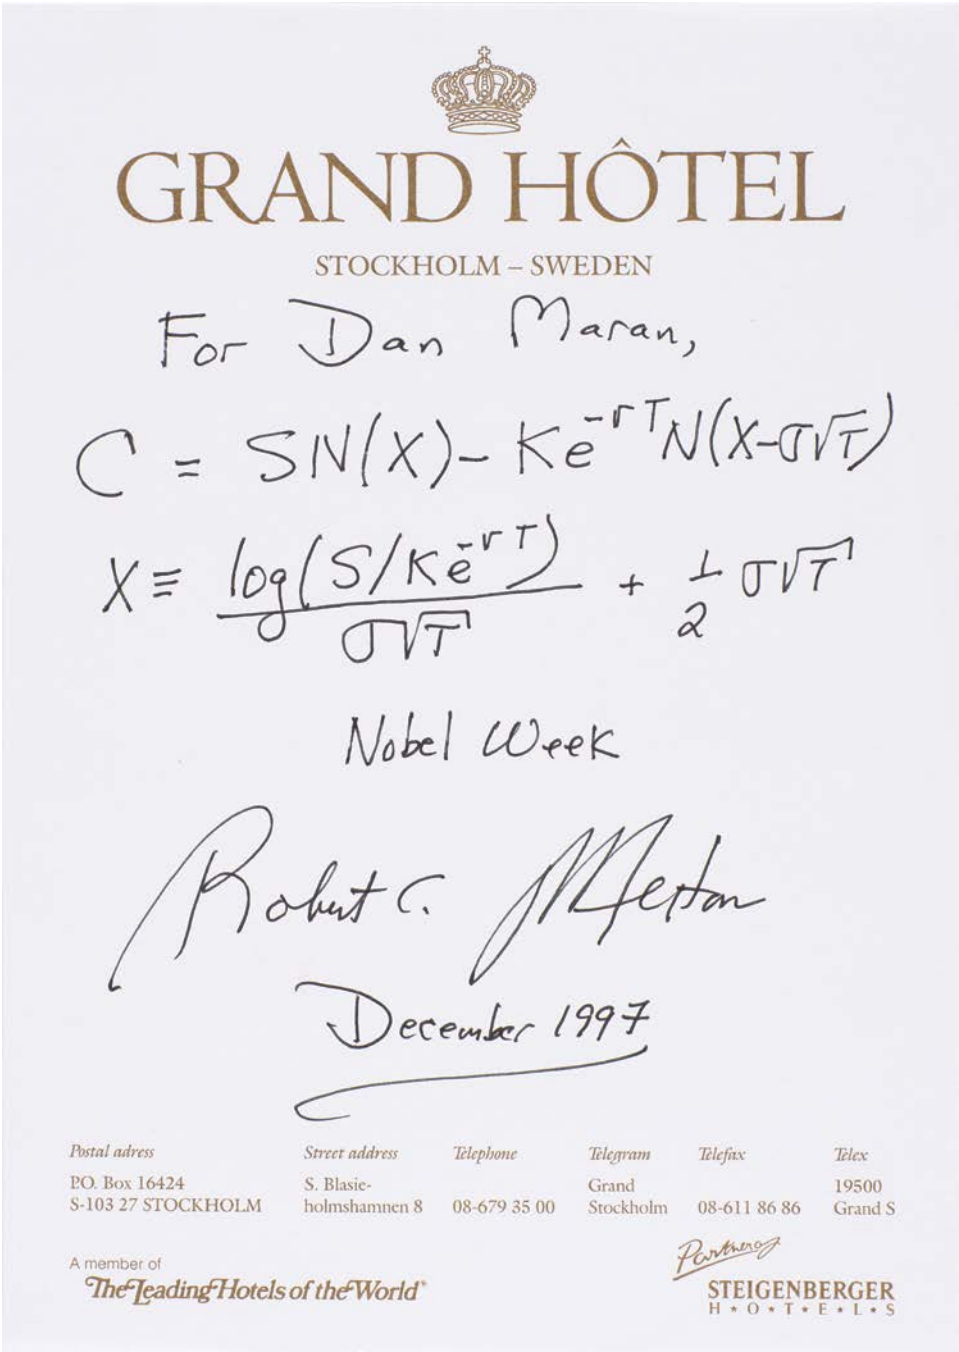 GRAND HÔTEL
STOCKHOLM – SWEDEN
For Dan Maran,
C = SN(X) - Ke^{-rT}N(X-σ√T)
X ≡ log(S/Ke^{-rT})/σ√T + 1/2 σ√T
Nobel Week
Robert C. Merton
December 1997
Postal adress Street address Telephone Telegram Telefax Telex
P.O. Box 16424 S. Blasie- Grand 19500
S-103 27 STOCKHOLM holmshamnen 8 08-679 35 00 Stockholm 08-611 86 86 Grand S
A member of
The Leading Hotels of the World®
Partner of
STEIGENBERGER
H★O★T★E★L★S